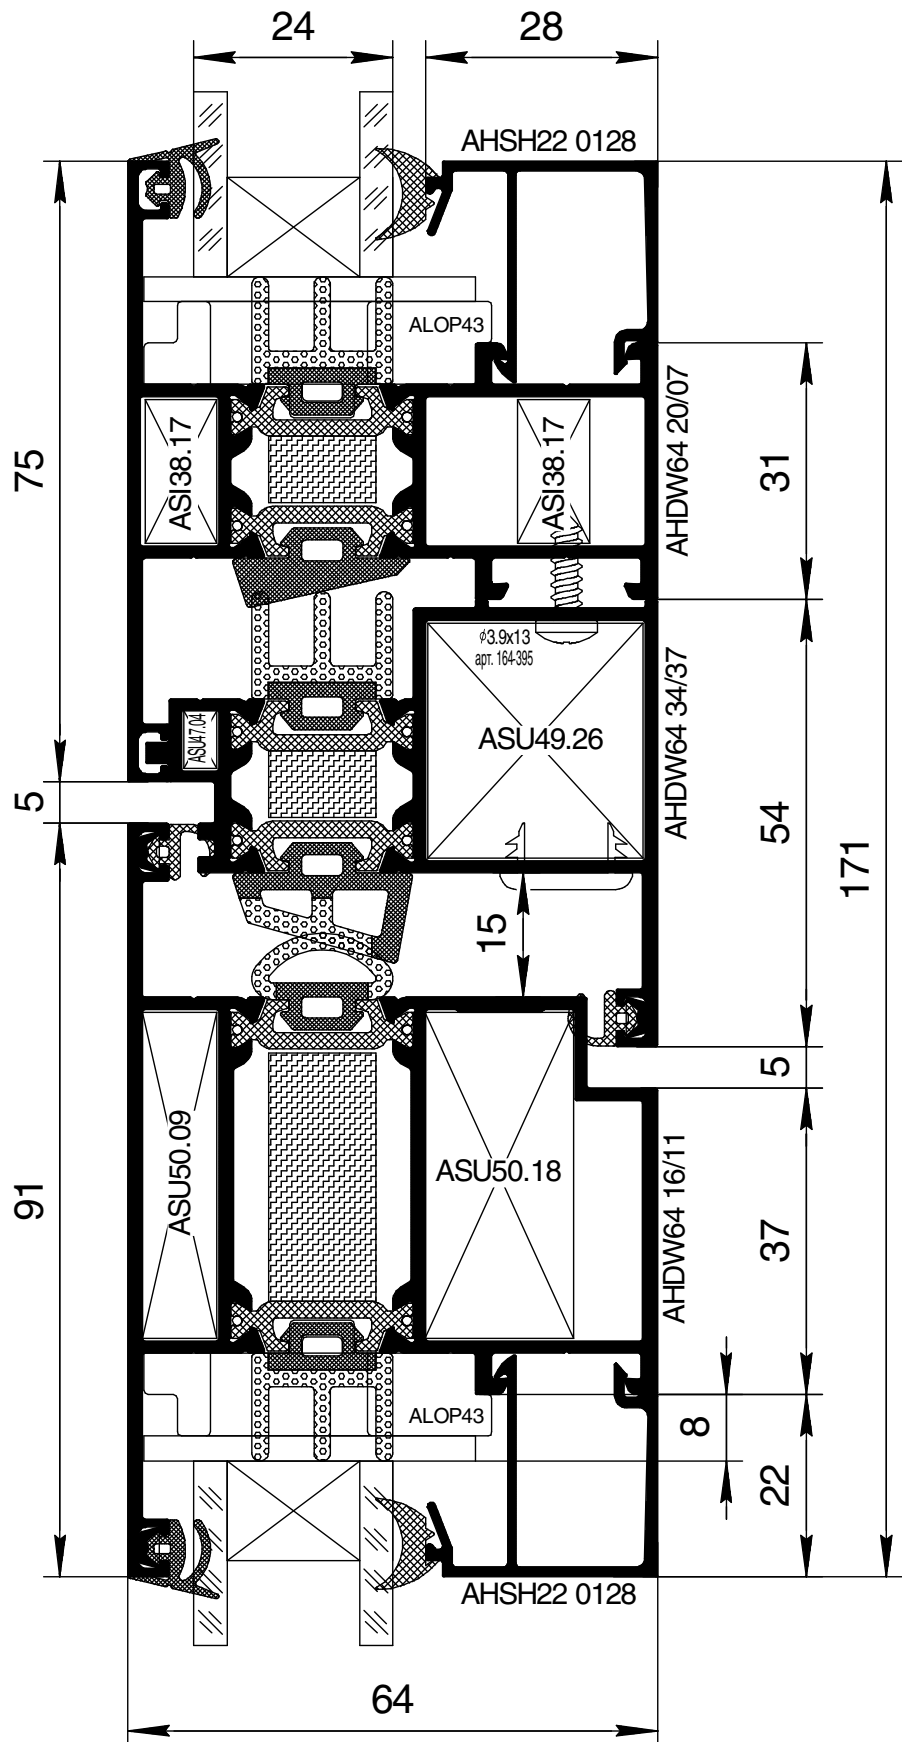 24
28
AHSH22 0128
ALOP43
75
ASI38.17
ASI38.17
AHDW64 20/07
31
ø3.9x13
арт. 164-395
ASU47.04
ASU49.26
AHDW64 34/37
5
54
171
15
5
91
ASU50.09
ASU50.18
AHDW64 16/11
37
ALOP43
8
22
AHSH22 0128
64